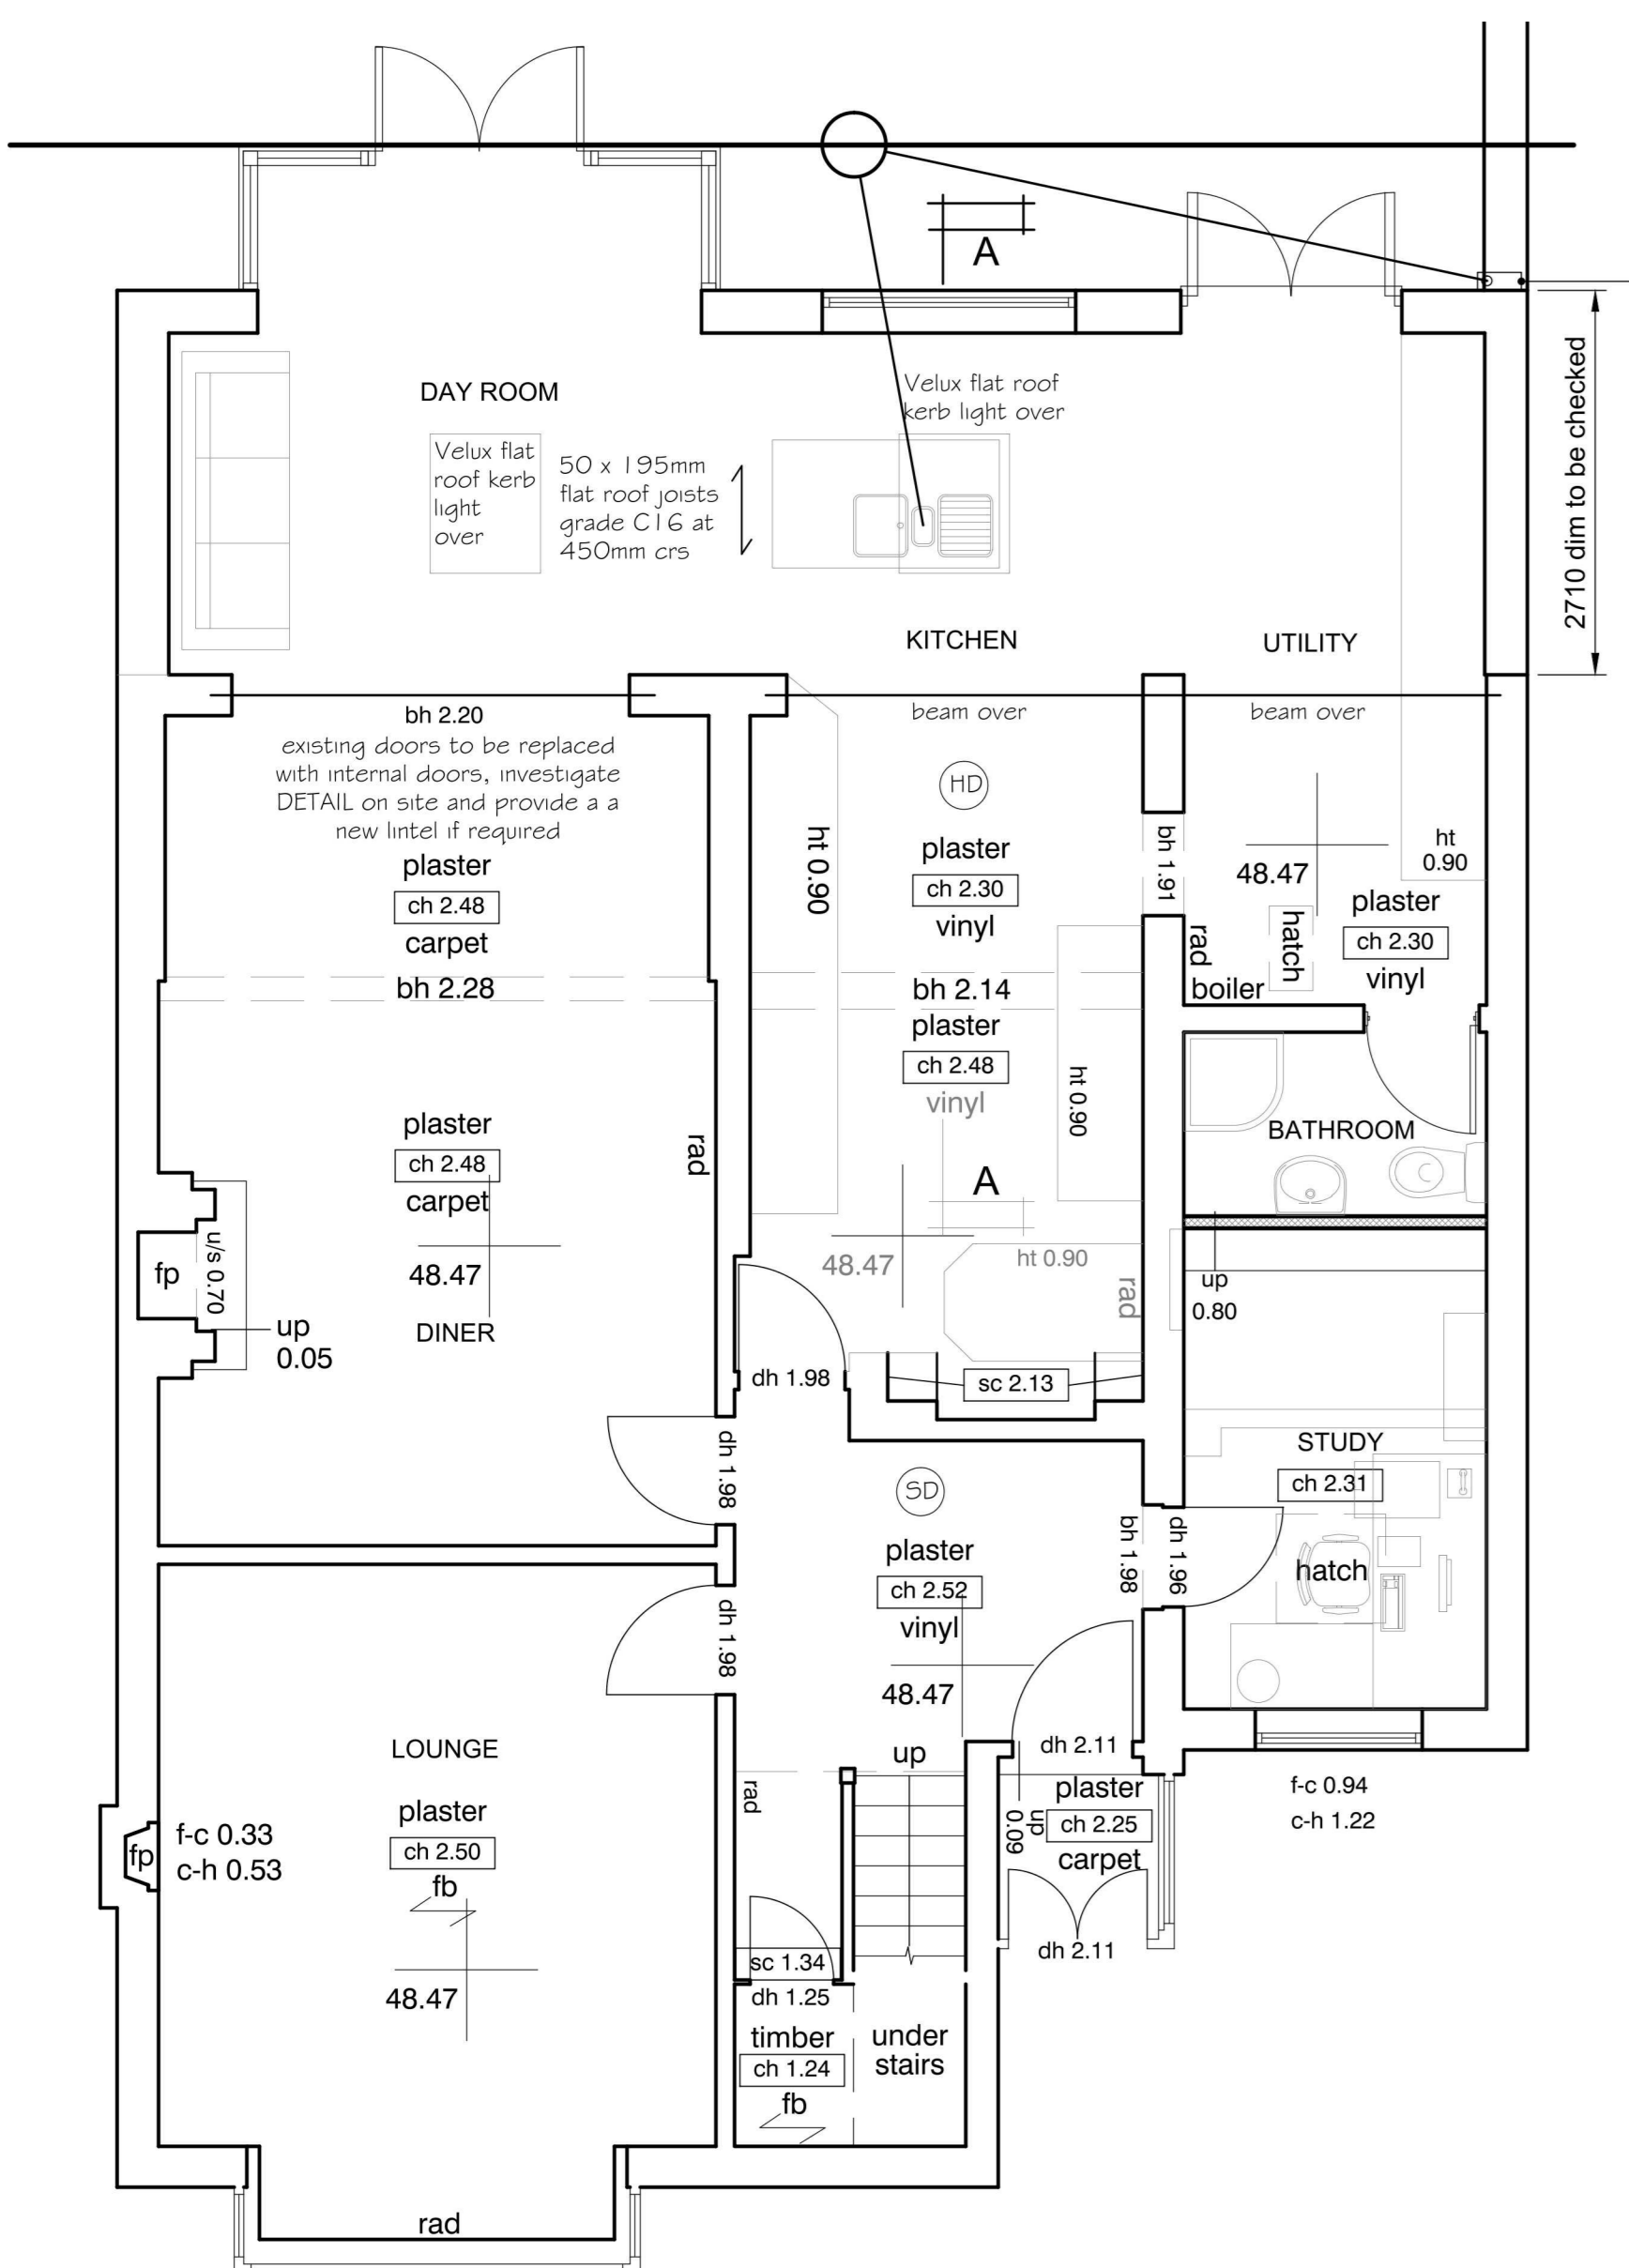 A
2710 dim to be checked
DAY ROOM
Velux flat
roof kerb
light
over
50 x 195mm
flat roof joists
grade C16 at
450mm crs
Velux flat roof
kerb light over
KITCHEN
UTILITY
bh 2.20
existing doors to be replaced
with internal doors, investigate
DETAIL on site and provide a a
new lintel if required
plaster
ch 2.48
carpet
bh 2.28
beam over
beam over
HD
ht 0.90
plaster
ch 2.30
vinyl
bh 1.91
48.47
ht
0.90
hatch
plaster
ch 2.30
vinyl
rad
boiler
bh 2.14
plaster
ch 2.48
vinyl
ht 0.90
A
48.47
ht 0.90
rad
BATHROOM
plaster
ch 2.48
carpet
rad
48.47
DINER
fp
u/s 0.70
up
0.05
up
0.80
dh 1.98
sc 2.13
dh 1.98
STUDY
ch 2.31
hatch
SD
plaster
ch 2.52
vinyl
48.47
bh 1.98
dh 1.96
dh 1.98
LOUNGE
plaster
ch 2.50
fb
48.47
fp
f-c 0.33
c-h 0.53
up
rad
dh 2.11
plaster
ch 2.25
carpet
up
0.09
dh 2.11
f-c 0.94
c-h 1.22
sc 1.34
dh 1.25
timber
ch 1.24
fb
under
stairs
rad